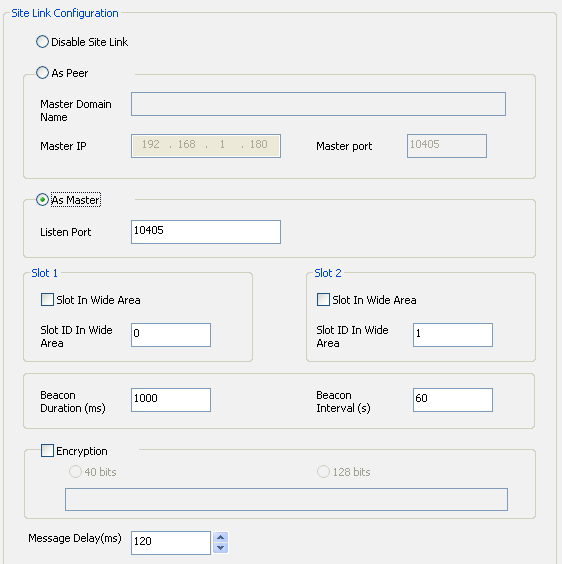 Site Link Configuration
Disable Site Link
As Peer
Master Domain
Name
Master IP 192 . 168 . 1 . 180 Master port 10405
As Master
Listen Port 10405
Slot 1 Slot 2
Slot In Wide Area Slot In Wide Area
Slot ID In Wide
Area 0 Slot ID In Wide
Area 1
Beacon
Duration (ms) 1000 Beacon
Interval (s) 60
Encryption
40 bits 128 bits
Message Delay(ms) 120